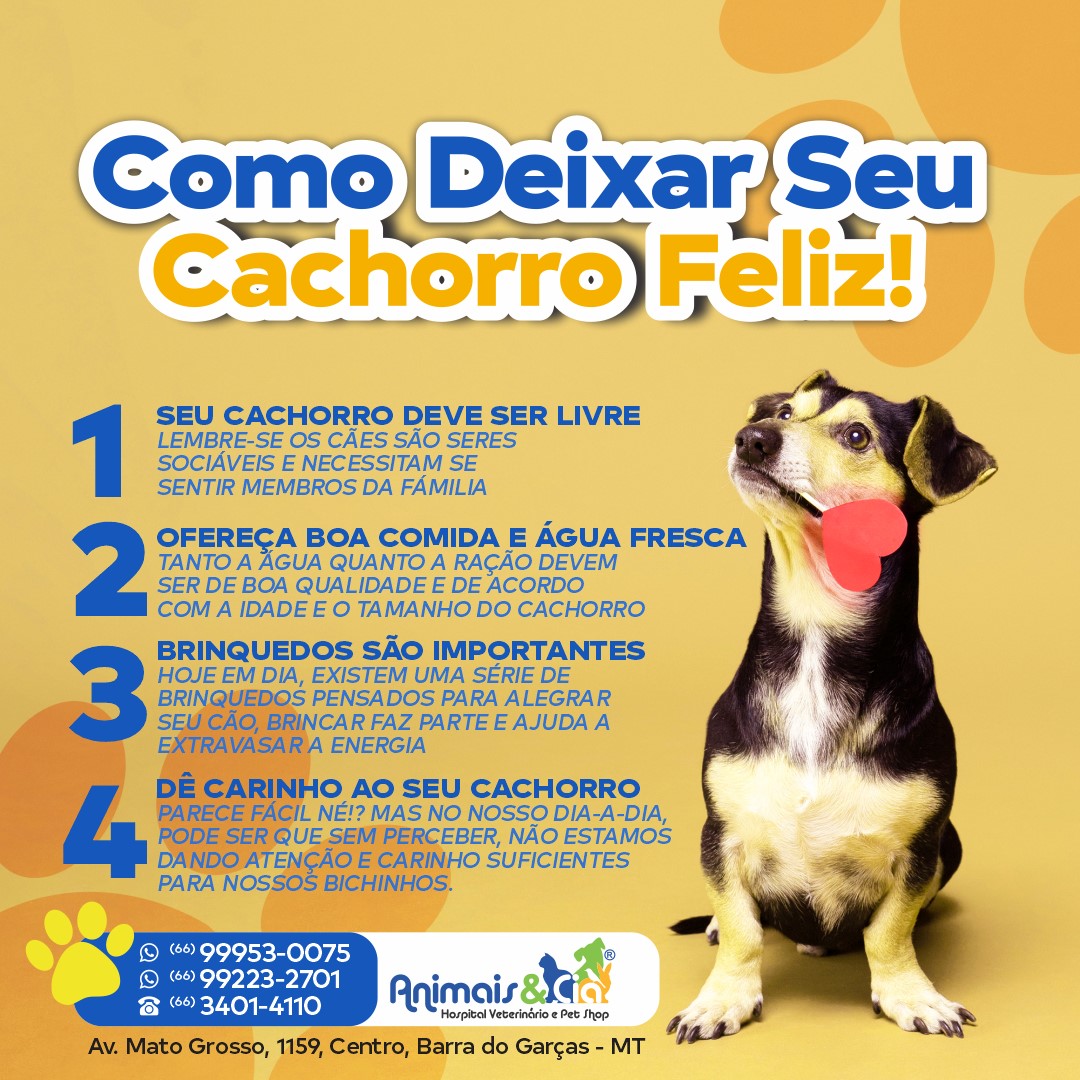 Como Deixar Seu
Cachorro Feliz!
1
SEU CACHORRO DEVE SER LIVRE
LEMBRE-SE OS CÃES SÃO SERES
SOCIÁVEIS E NECESSITAM SE
SENTIR MEMBROS DA FÁMILIA
2
OFEREÇA BOA COMIDA E ÁGUA FRESCA
TANTO A ÁGUA QUANTO A RAÇÃO DEVEM
SER DE BOA QUALIDADE E DE ACORDO
COM A IDADE E O TAMANHO DO CACHORRO
3
BRINQUEDOS SÃO IMPORTANTES
HOJE EM DIA, EXISTEM UMA SÉRIE DE
BRINQUEDOS PENSADOS PARA ALEGRAR
SEU CÃO, BRINCAR FAZ PARTE E AJUDA A
EXTRAVASAR A ENERGIA
4
DÊ CARINHO AO SEU CACHORRO
PARECE FÁCIL NÉ!? MAS NO NOSSO DIA-A-DIA,
PODE SER QUE SEM PERCEBER, NÃO ESTAMOS
DANDO ATENÇÃO E CARINHO SUFICIENTES
PARA NOSSOS BICHINHOS.
(66) 99953-0075
(66) 99223-2701
(66) 3401-4110
Animais & Cia ®
Hospital Veterinário e Pet Shop
Av. Mato Grosso, 1159, Centro, Barra do Garças - MT